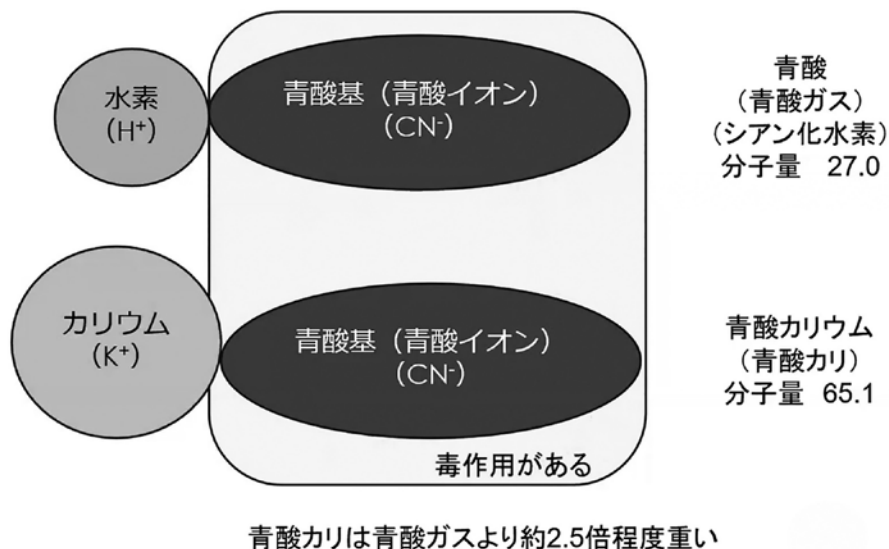 水素
(H+)
青酸基（青酸イオン）
(CN-)
青酸
(青酸ガス)
(シアン化水素)
分子量 27.0
カリウム
(K+)
青酸基（青酸イオン）
(CN-)
青酸カリウム
(青酸カリ)
分子量 65.1
毒作用がある
青酸カリは青酸ガスより約2.5倍程度重い